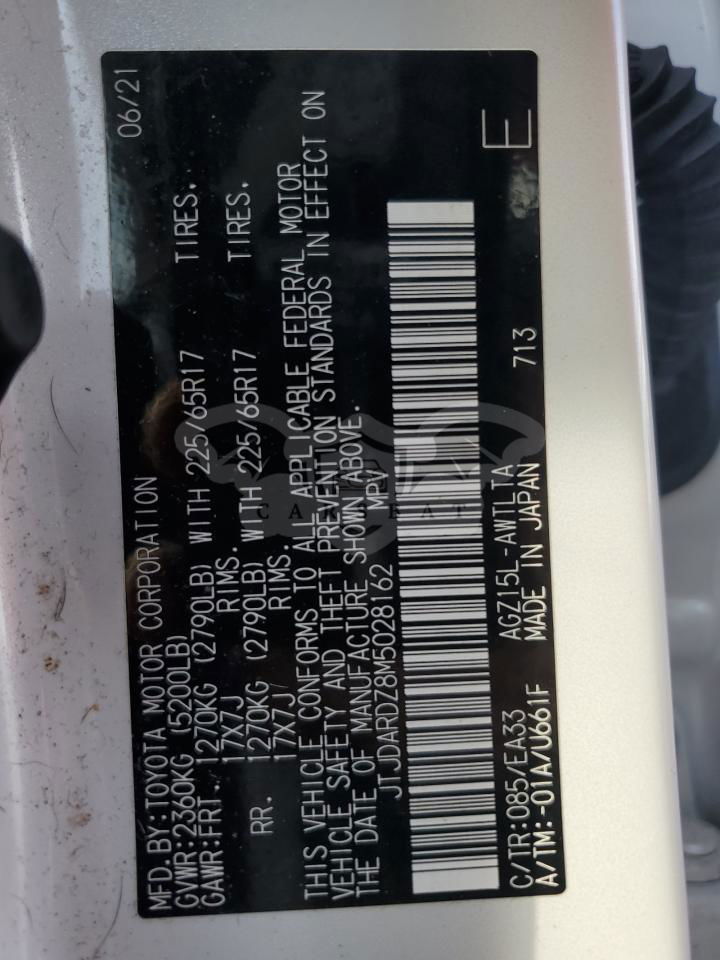 MFD.BY:TOYOTA MOTOR CORPORATION 06/21
GVWR:2360KG (5200LB)
GAWR:FRT. 1270KG (2790LB) WITH 225/65R17 TIRES.
17X7J RIMS.
RR. 1270KG (2790LB) WITH 225/65R17 TIRES.
17X7J RIMS.
THIS VEHICLE CONFORMS TO ALL APPLICABLE FEDERAL MOTOR
VEHICLE SAFETY AND THEFT PREVENTION STANDARDS IN EFFECT ON
THE DATE OF MANUFACTURE SHOWN ABOVE.
JTJDARDZ8M5028162 MPV
E
C/TR:085/EA33 AGZ15L-AWTLTA
A/TM:-01A/U661F MADE IN JAPAN 713